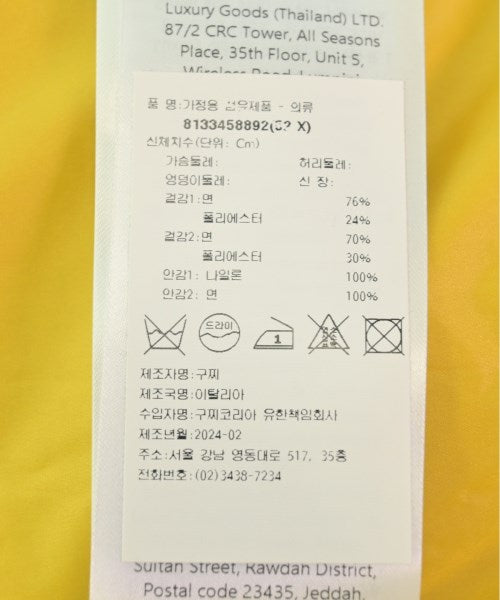 Luxury Goods (Thailand) LTD.
87/2 CRC Tower, All Seasons
Place, 35th Floor, Unit 5,
품 명:가정용 섬유제품 - 의류
8133458892(52 X)
신체치수(단위: Cm)
가슴둘레: 허리둘레:
엉덩이둘레: 신 장:
겉감1:면 76%
폴리에스터 24%
겉감2:면 70%
폴리에스터 30%
안감1: 나일론 100%
안감2: 면 100%
드라이 1
제조자명:구찌
제조국명:이탈리아
수입자명:구찌코리아 유한책임회사
제조년월:2024-02
주소:서울 강남 영동대로 517, 35층
전화번호:(02)3438-7234
Sultan Street, Rawdah District,
Postal code 23435, Jeddah,